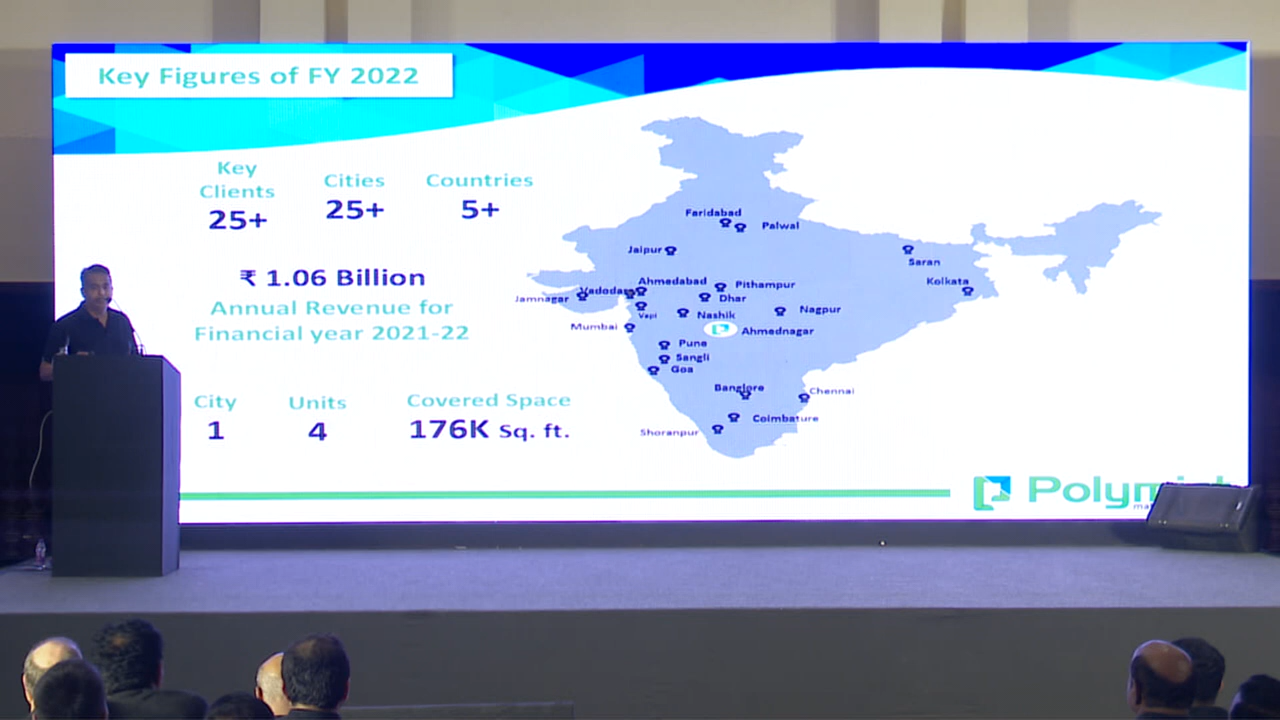 Key Figures of FY 2022
Key
Clients
25+
Cities
25+
Countries
5+
₹ 1.06 Billion
Annual Revenue for
Financial year 2021-22
City
1
Units
4
Covered Space
176K Sq. ft.
Faridabad
Palwal
Jaipur
Saran
Ahmedabad
Pithampur
Kolkata
Jamnagar
Dhar
Vapi
Nashik
Nagpur
Mumbai
Ahmednagar
Pune
Sangli
Goa
Banglore
Chennai
Coimbature
Shoranpur